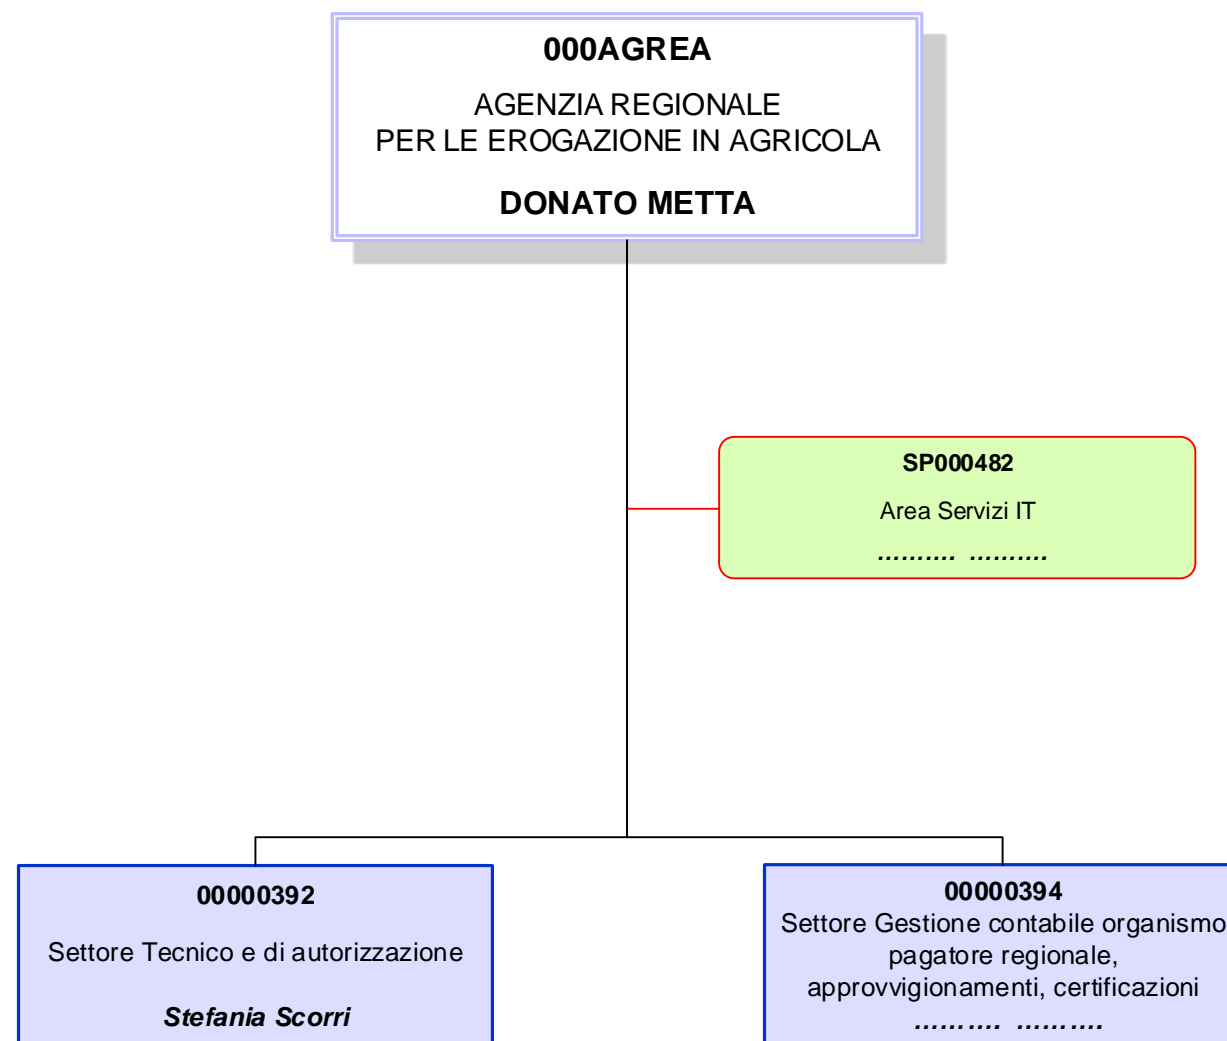 000AGREA
AGENZIA REGIONALE
PER LE EROGAZIONE IN AGRICOLA
DONATO METTA
SP000482
Area Servizi IT
.......... ..........
00000392
Settore Tecnico e di autorizzazione
Stefania Scorri
00000394
Settore Gestione contabile organismo
pagatore regionale,
approvvigionamenti, certificazioni
.......... ..........